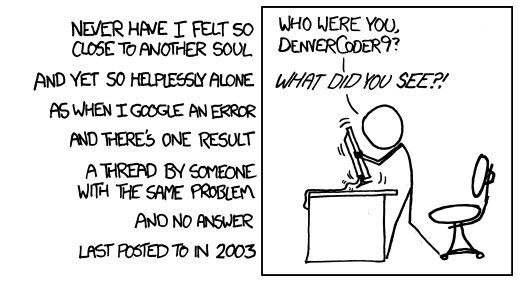 NEVER HAVE I FELT SO
CLOSE TO ANOTHER SOUL
AND YET SO HELPLESSLY ALONE
AS WHEN I GOOGLE AN ERROR
AND THERE'S ONE RESULT
A THREAD BY SOMEONE
WITH THE SAME PROBLEM
AND NO ANSWER
LAST POSTED TO IN 2003
WHO WERE YOU,
DENVERCODER9?
WHAT DID YOU SEE?!